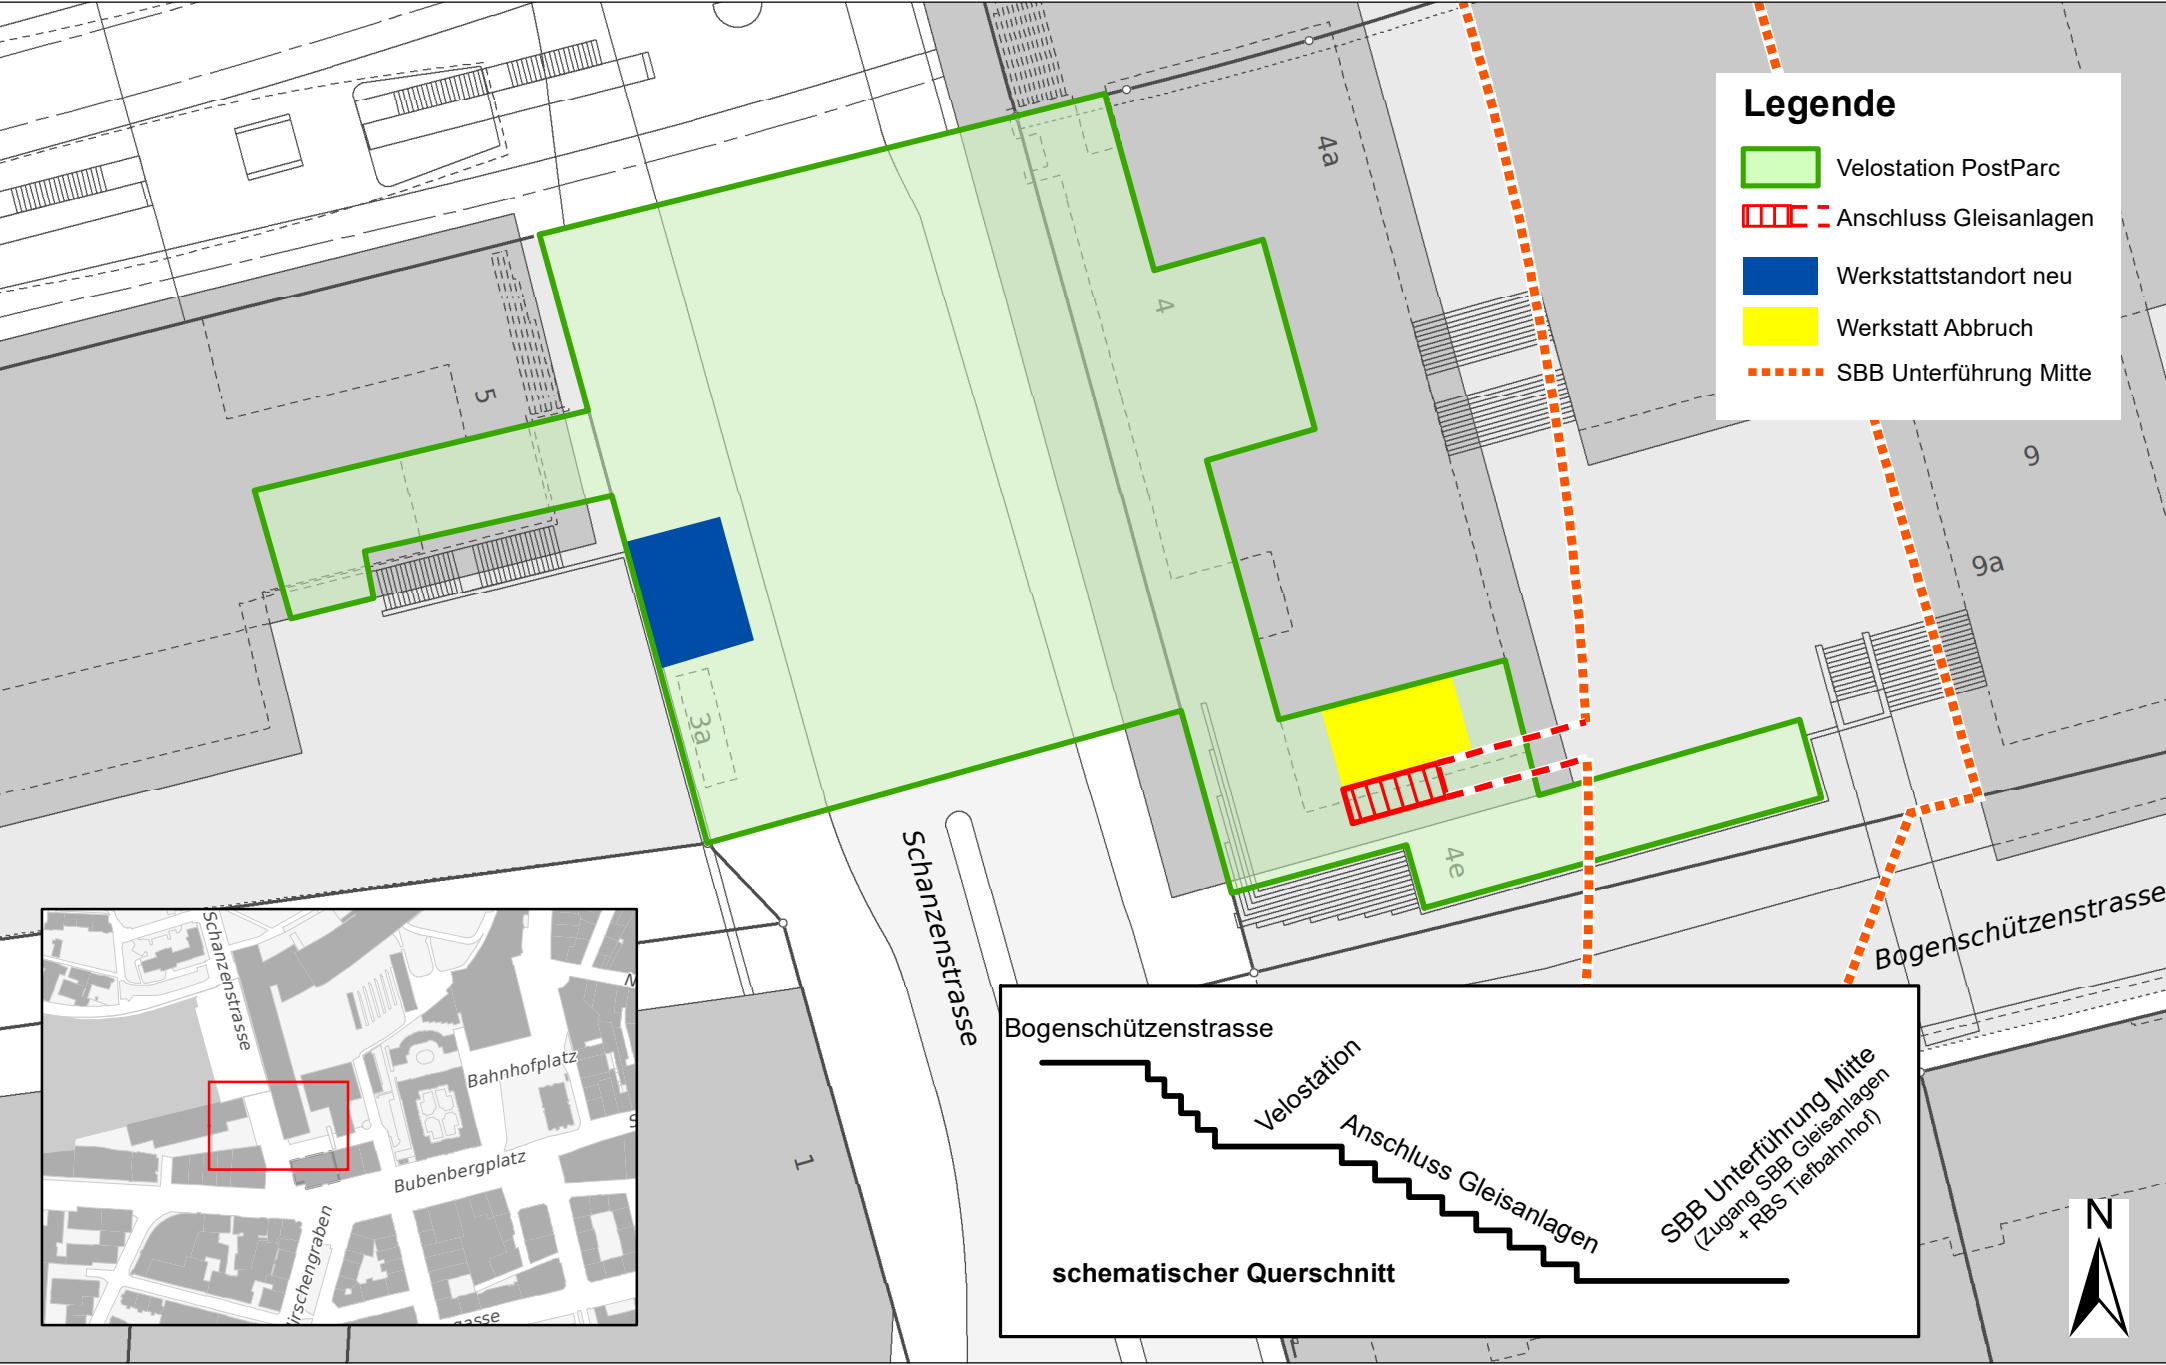 Legende
Velostation PostParc
Anschluss Gleisanlagen
Werkstattstandort neu
Werkstatt Abbruch
SBB Unterführung Mitte
4a
4
5
9
9a
3a
4e
1
Schanzenstrasse
Bogenschützenstrasse
Schanzenstrasse
Bahnhofplatz
Bubenbergplatz
irschengraben
gasse
N
S
Bogenschützenstrasse
Velostation
Anschluss Gleisanlagen
SBB Unterführung Mitte
(Zugang SBB Gleisanlagen
+ RBS Tiefbahnhof)
schematischer Querschnitt
N